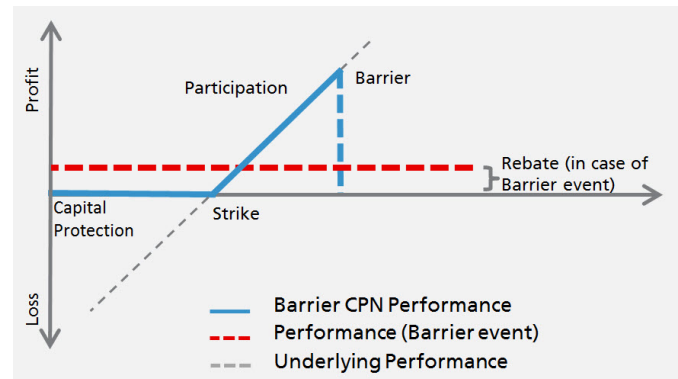 Profit
Participation
Barrier
Rebate (in case of
Barrier event)
Capital
Protection
Strike
Loss
Barrier CPN Performance
Performance (Barrier event)
Underlying Performance